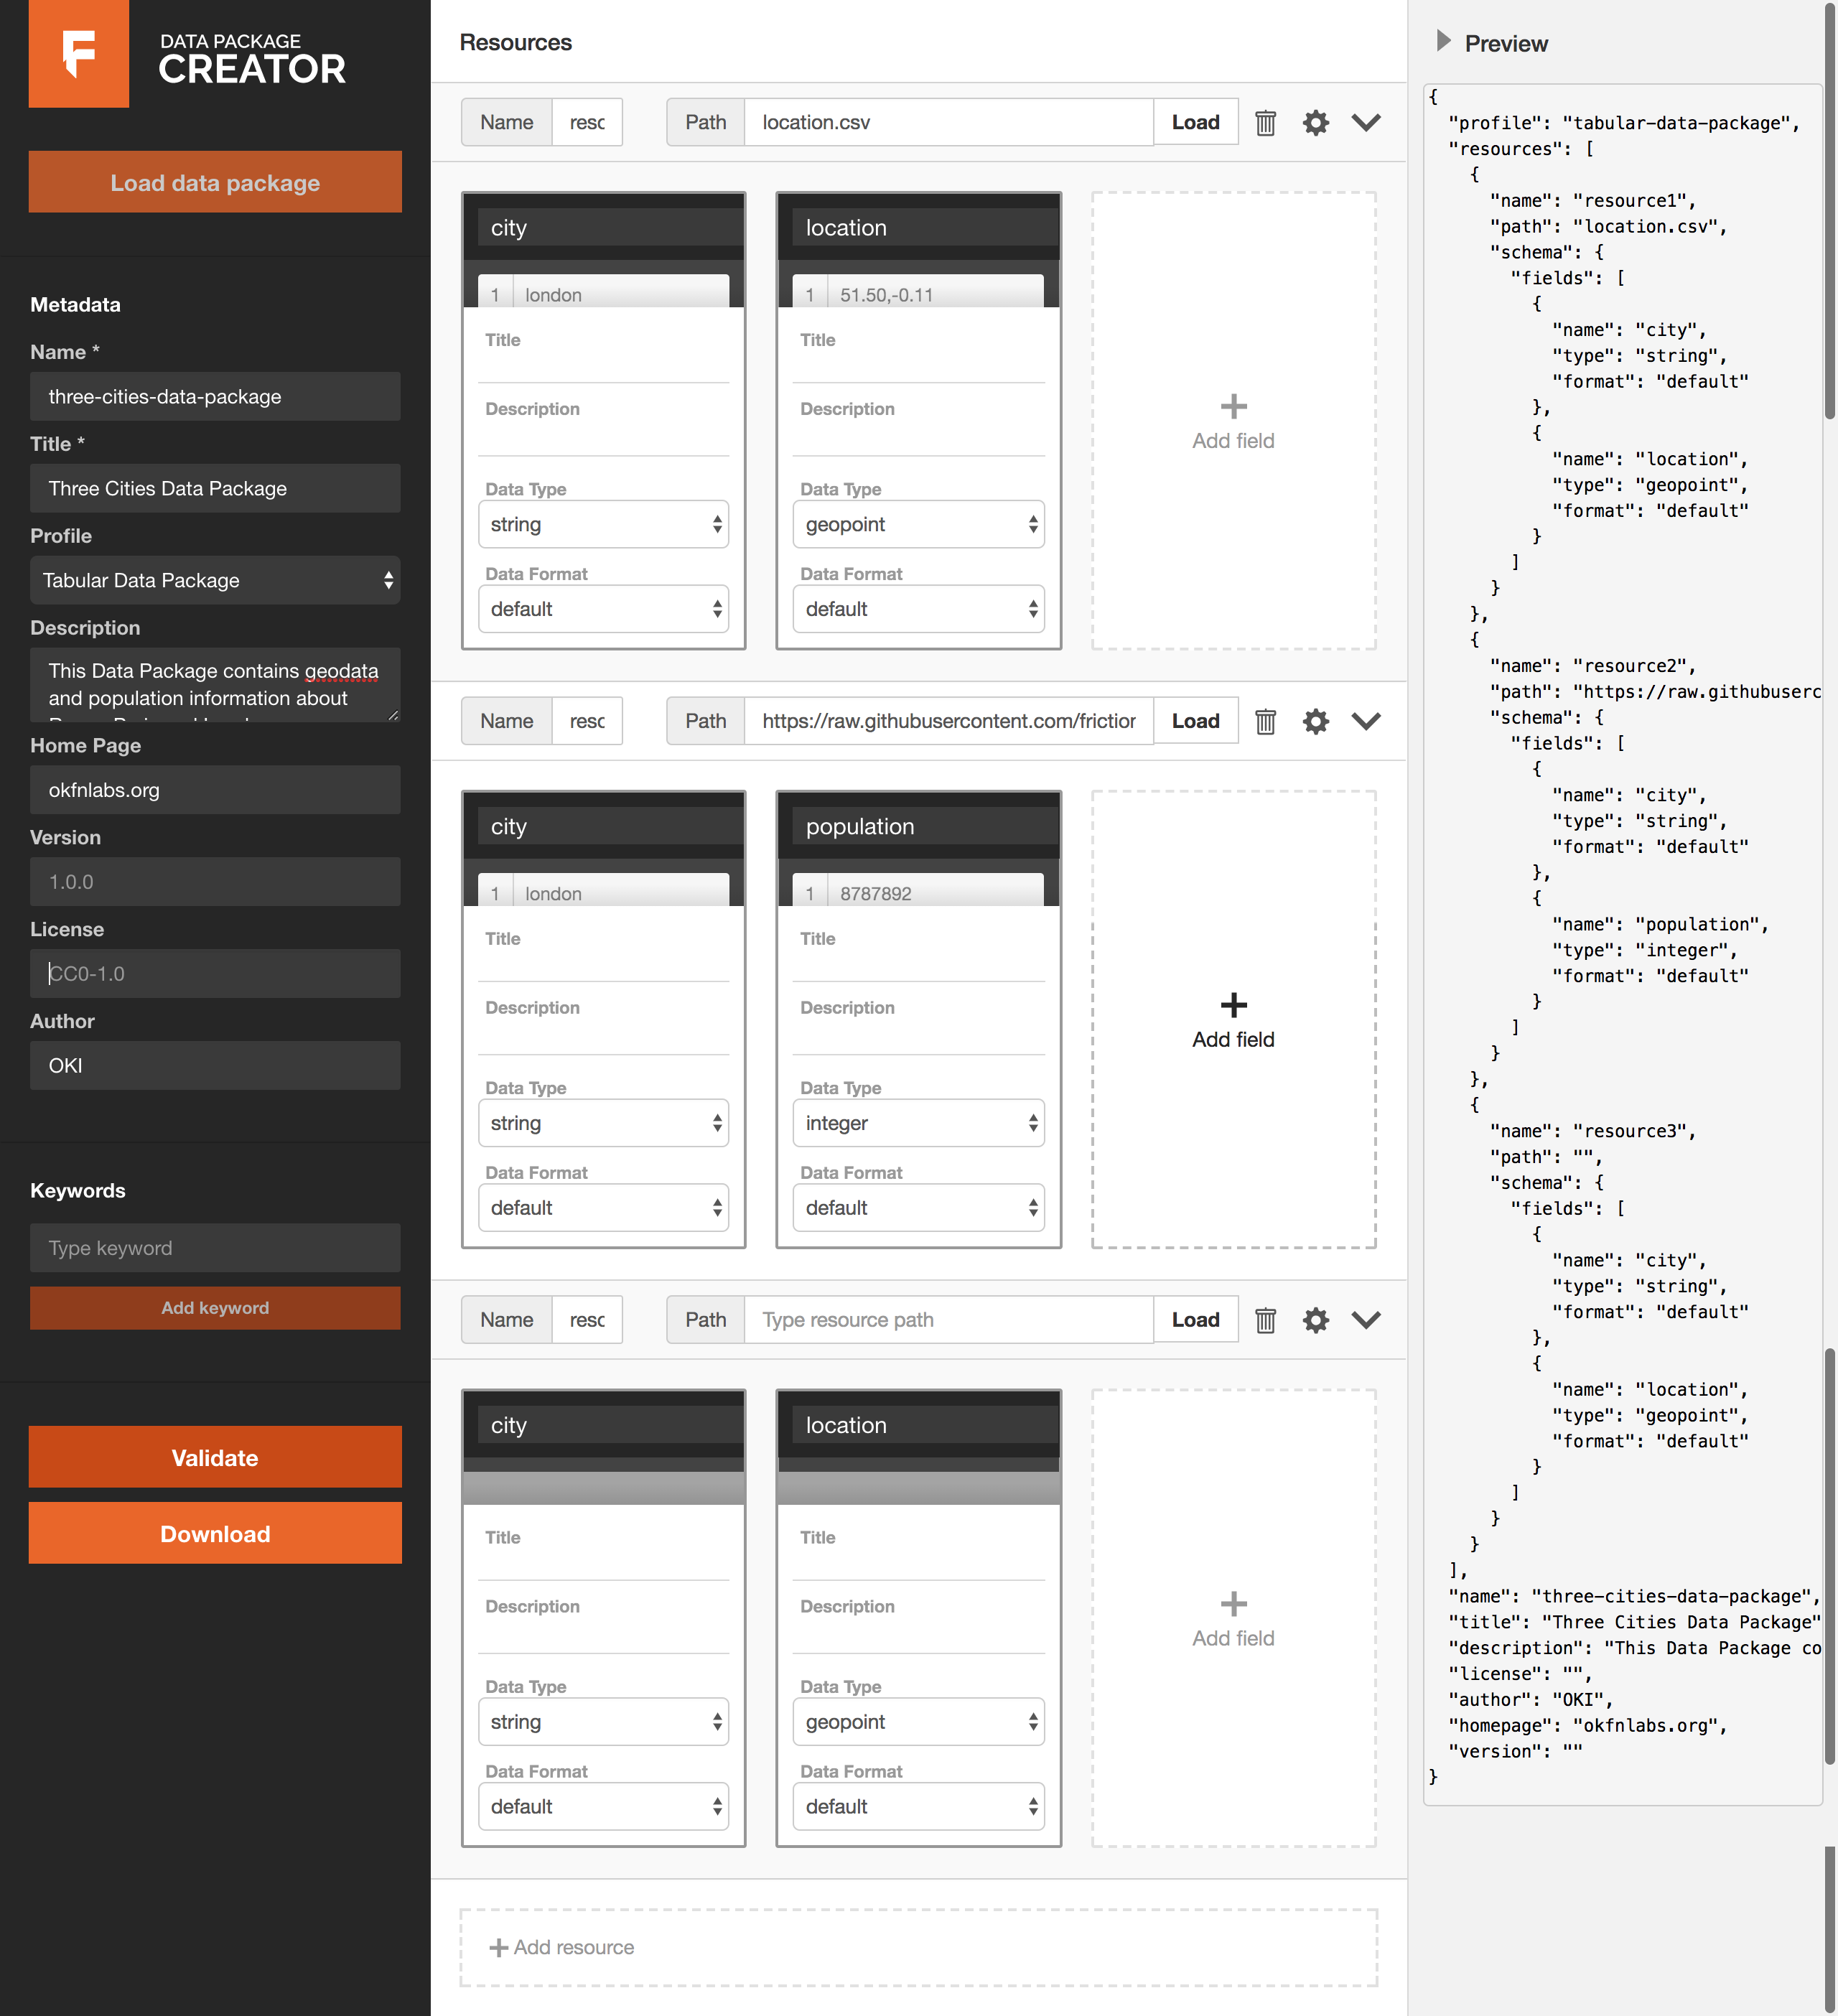 DATA PACKAGE
CREATOR
Load data package
Metadata
Name *
three-cities-data-package
Title *
Three Cities Data Package
Profile
Tabular Data Package
Description
This Data Package contains geodata
and population information about
Home Page
okfnlabs.org
Version
1.0.0
License
CC0-1.0
Author
OKI
Keywords
Type keyword
Add keyword
Validate
Download
Resources
Name resc Path location.csv Load
city
1 london
Title
Description
Data Type
string
Data Format
default
location
1 51.50,-0.11
Title
Description
Data Type
geopoint
Data Format
default
+
Add field
Name resc Path https://raw.githubusercontent.com/frictior Load
city
1 london
Title
Description
Data Type
string
Data Format
default
population
1 8787892
Title
Description
Data Type
integer
Data Format
default
+
Add field
Name resc Path Type resource path Load
city
Title
Description
Data Type
string
Data Format
default
location
Title
Description
Data Type
geopoint
Data Format
default
+
Add field
+ Add resource
Preview
{
"profile": "tabular-data-package",
"resources": [
{
"name": "resource1",
"path": "location.csv",
"schema": {
"fields": [
{
"name": "city",
"type": "string",
"format": "default"
},
{
"name": "location",
"type": "geopoint",
"format": "default"
}
]
}
},
{
"name": "resource2",
"path": "https://raw.githubuserc
"schema": {
"fields": [
{
"name": "city",
"type": "string",
"format": "default"
},
{
"name": "population",
"type": "integer",
"format": "default"
}
]
}
},
{
"name": "resource3",
"path": "",
"schema": {
"fields": [
{
"name": "city",
"type": "string",
"format": "default"
},
{
"name": "location",
"type": "geopoint",
"format": "default"
}
]
}
}
],
"name": "three-cities-data-package",
"title": "Three Cities Data Package"
"description": "This Data Package co
"license": "",
"author": "OKI",
"homepage": "okfnlabs.org",
"version": ""
}